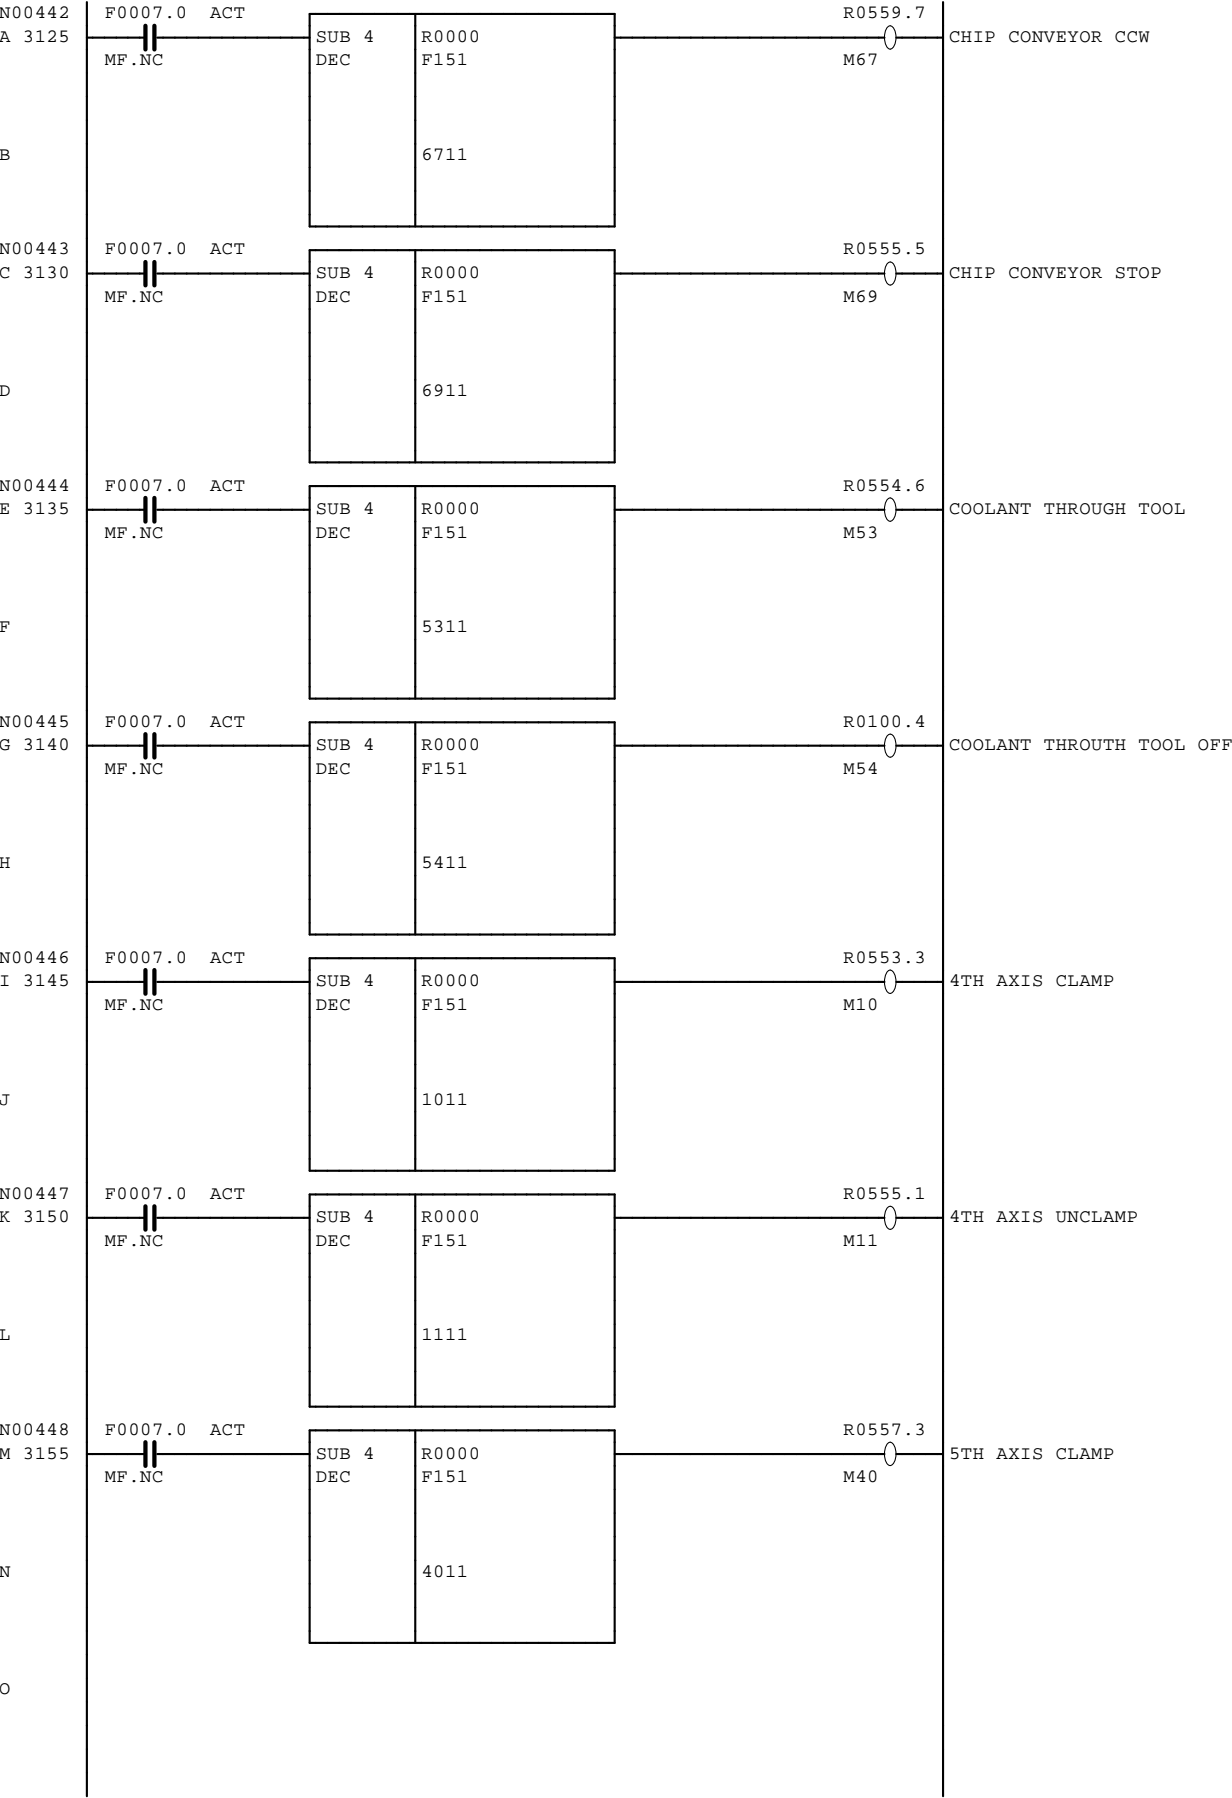 N00442 F0007.0 ACT R0559.7
A 3125 SUB 4 R0000 CHIP CONVEYOR CCW
MF.NC DEC F151 M67
B 6711
N00443 F0007.0 ACT R0555.5
C 3130 SUB 4 R0000 CHIP CONVEYOR STOP
MF.NC DEC F151 M69
D 6911
N00444 F0007.0 ACT R0554.6
E 3135 SUB 4 R0000 COOLANT THROUGH TOOL
MF.NC DEC F151 M53
F 5311
N00445 F0007.0 ACT R0100.4
G 3140 SUB 4 R0000 COOLANT THROUTH TOOL OFF
MF.NC DEC F151 M54
H 5411
N00446 F0007.0 ACT R0553.3
I 3145 SUB 4 R0000 4TH AXIS CLAMP
MF.NC DEC F151 M10
J 1011
N00447 F0007.0 ACT R0555.1
K 3150 SUB 4 R0000 4TH AXIS UNCLAMP
MF.NC DEC F151 M11
L 1111
N00448 F0007.0 ACT R0557.3
M 3155 SUB 4 R0000 5TH AXIS CLAMP
MF.NC DEC F151 M40
N 4011
O